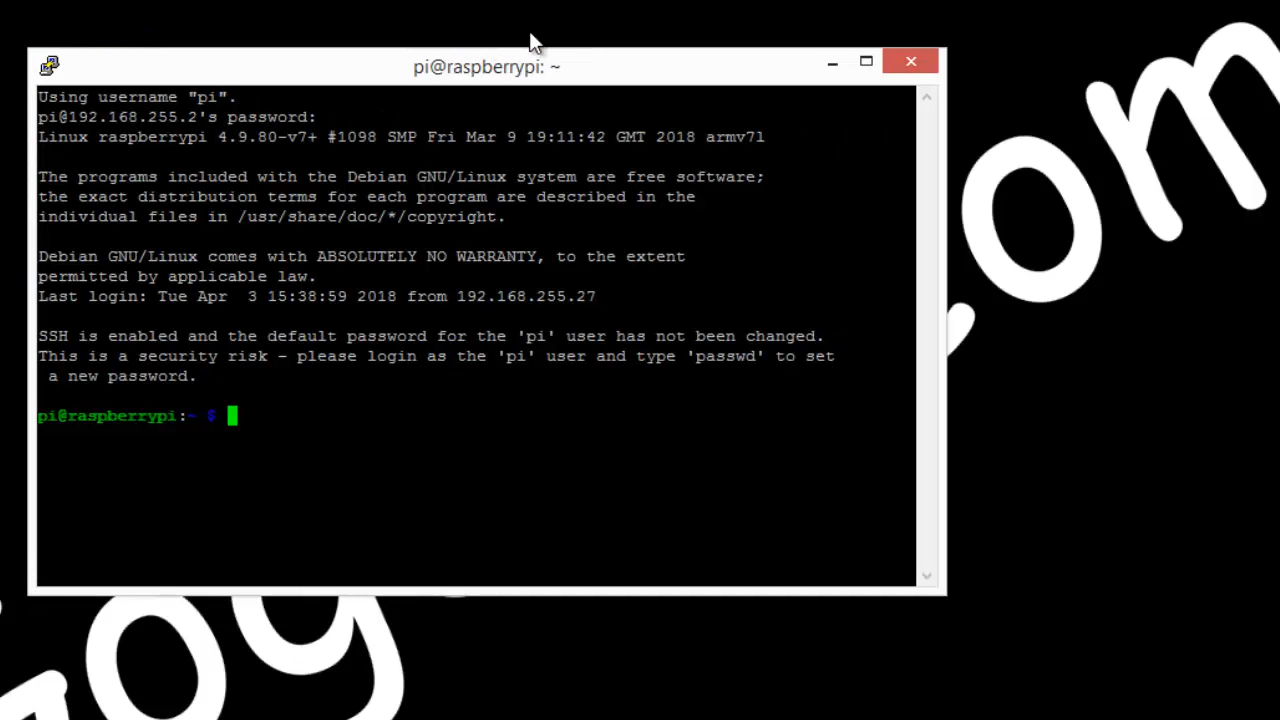 pi@raspberrypi: ~
Using username "pi".
pi@192.168.255.2's password:
Linux raspberrypi 4.9.80-v7+ #1098 SMP Fri Mar 9 19:11:42 GMT 2018 armv7l
The programs included with the Debian GNU/Linux system are free software;
the exact distribution terms for each program are described in the
individual files in /usr/share/doc/*/copyright.
Debian GNU/Linux comes with ABSOLUTELY NO WARRANTY, to the extent
permitted by applicable law.
Last login: Tue Apr  3 15:38:59 2018 from 192.168.255.27
SSH is enabled and the default password for the 'pi' user has not been changed.
This is a security risk - please login as the 'pi' user and type 'passwd' to set
 a new password.
pi@raspberrypi:~ $
.com